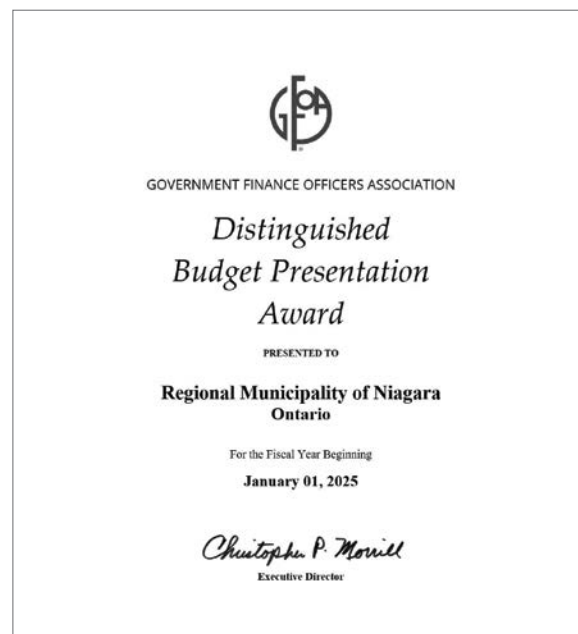 GFOA
GOVERNMENT FINANCE OFFICERS ASSOCIATION
Distinguished
Budget Presentation
Award
PRESENTED TO
Regional Municipality of Niagara
Ontario
For the Fiscal Year Beginning
January 01, 2025
Christopher P. Morrill
Executive Director